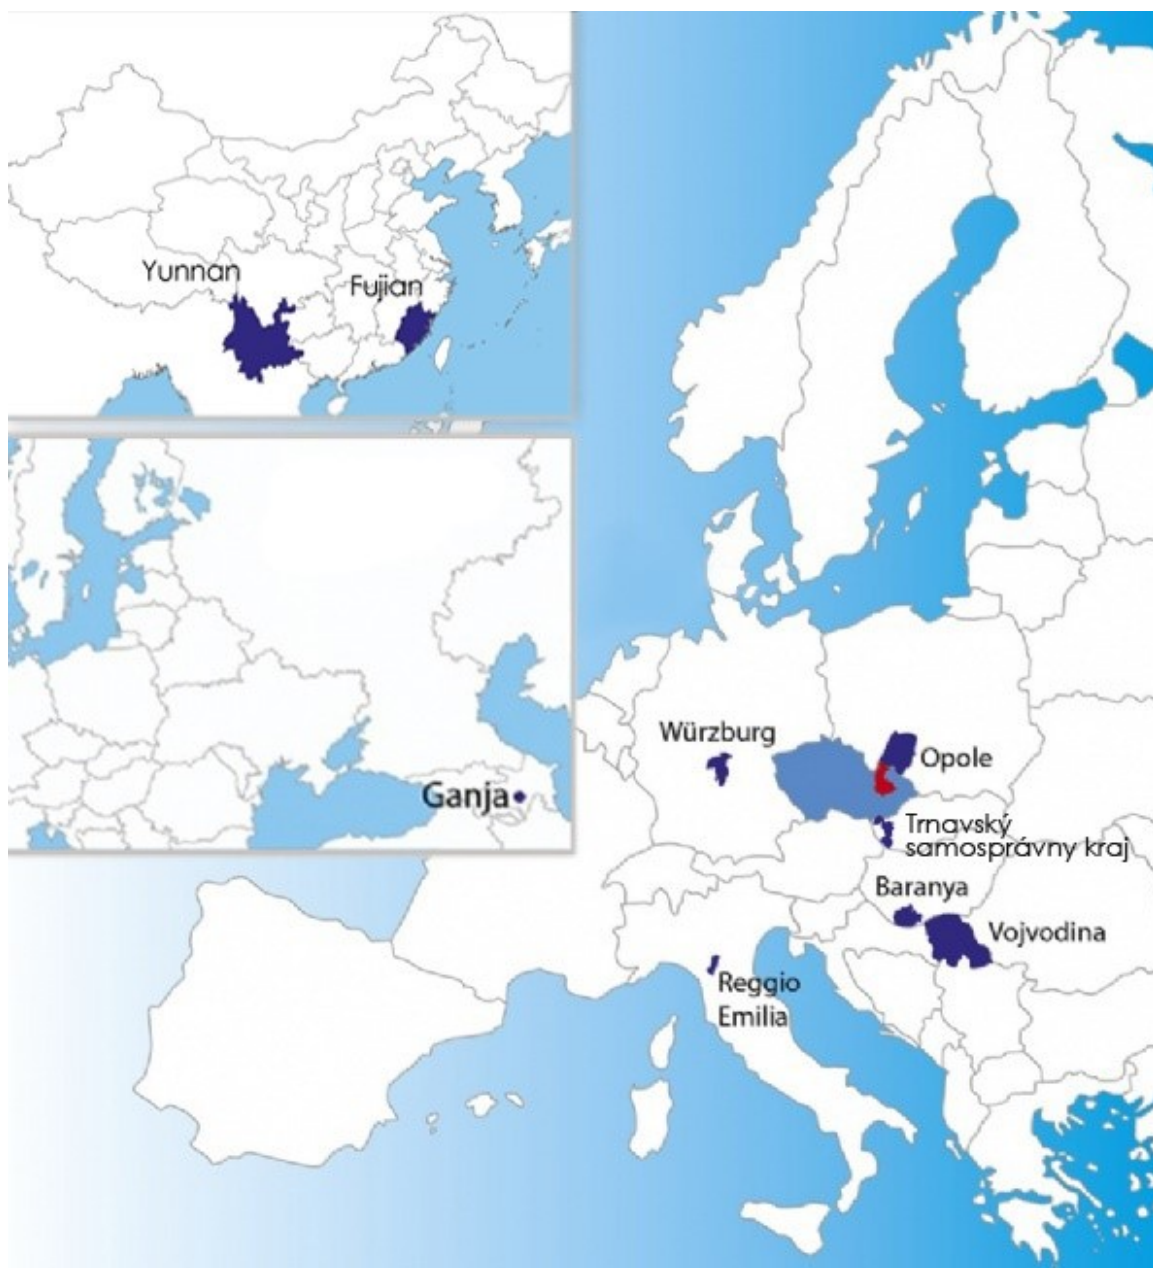 Yunnan
Fujian
Ganja
Würzburg
Opole
Trnavský
samosprávny kraj
Baranya
Vojvodina
Reggio
Emilia